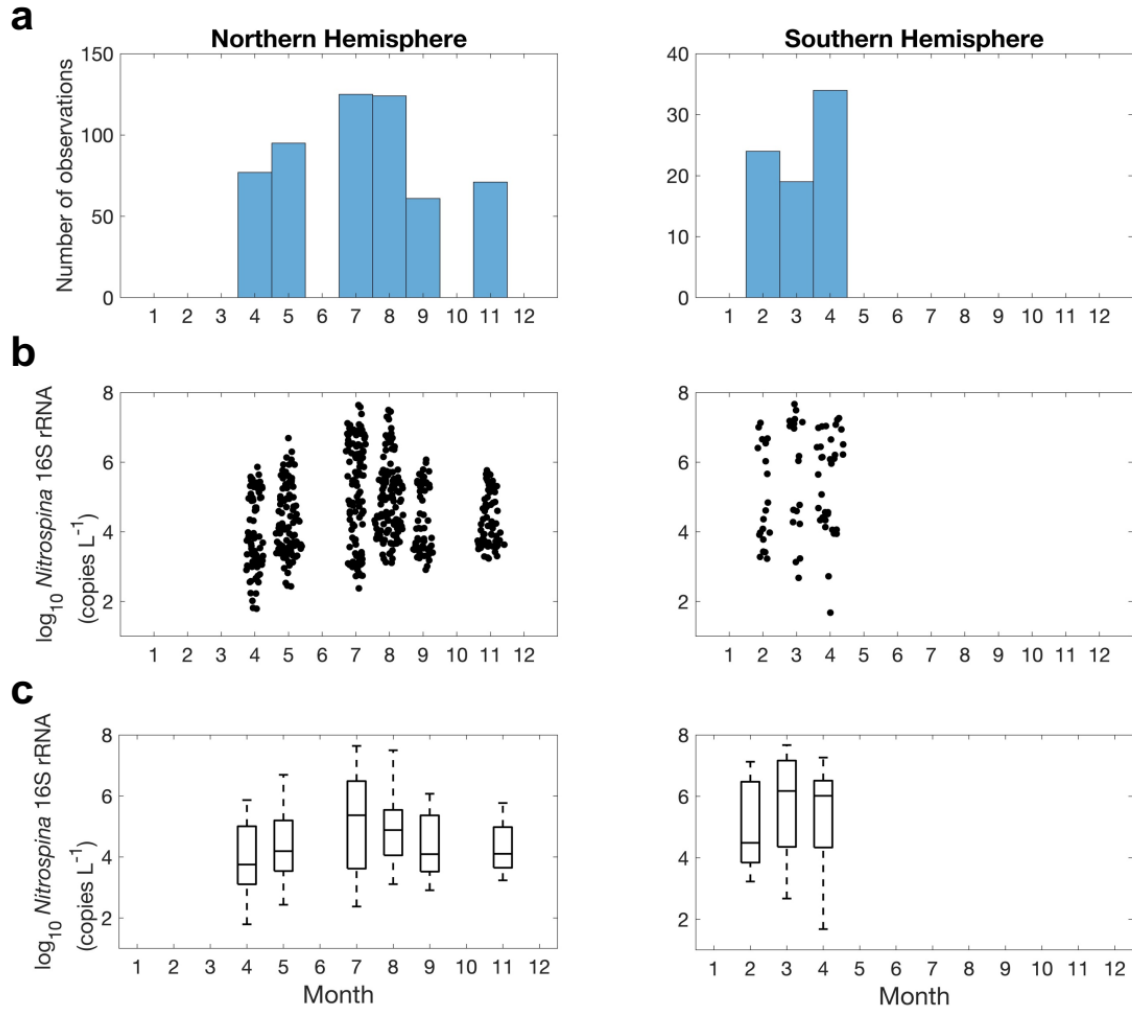 a
Northern Hemisphere
Southern Hemisphere
Number of observations
150
100
50
0
1 2 3 4 5 6 7 8 9 10 11 12
40
30
20
10
0
1 2 3 4 5 6 7 8 9 10 11 12
b
log10 Nitrospina 16S rRNA
(copies L−1)
8
6
4
2
1 2 3 4 5 6 7 8 9 10 11 12
8
6
4
2
1 2 3 4 5 6 7 8 9 10 11 12
c
log10 Nitrospina 16S rRNA
(copies L−1)
8
6
4
2
1 2 3 4 5 6 7 8 9 10 11 12
Month
8
6
4
2
1 2 3 4 5 6 7 8 9 10 11 12
Month